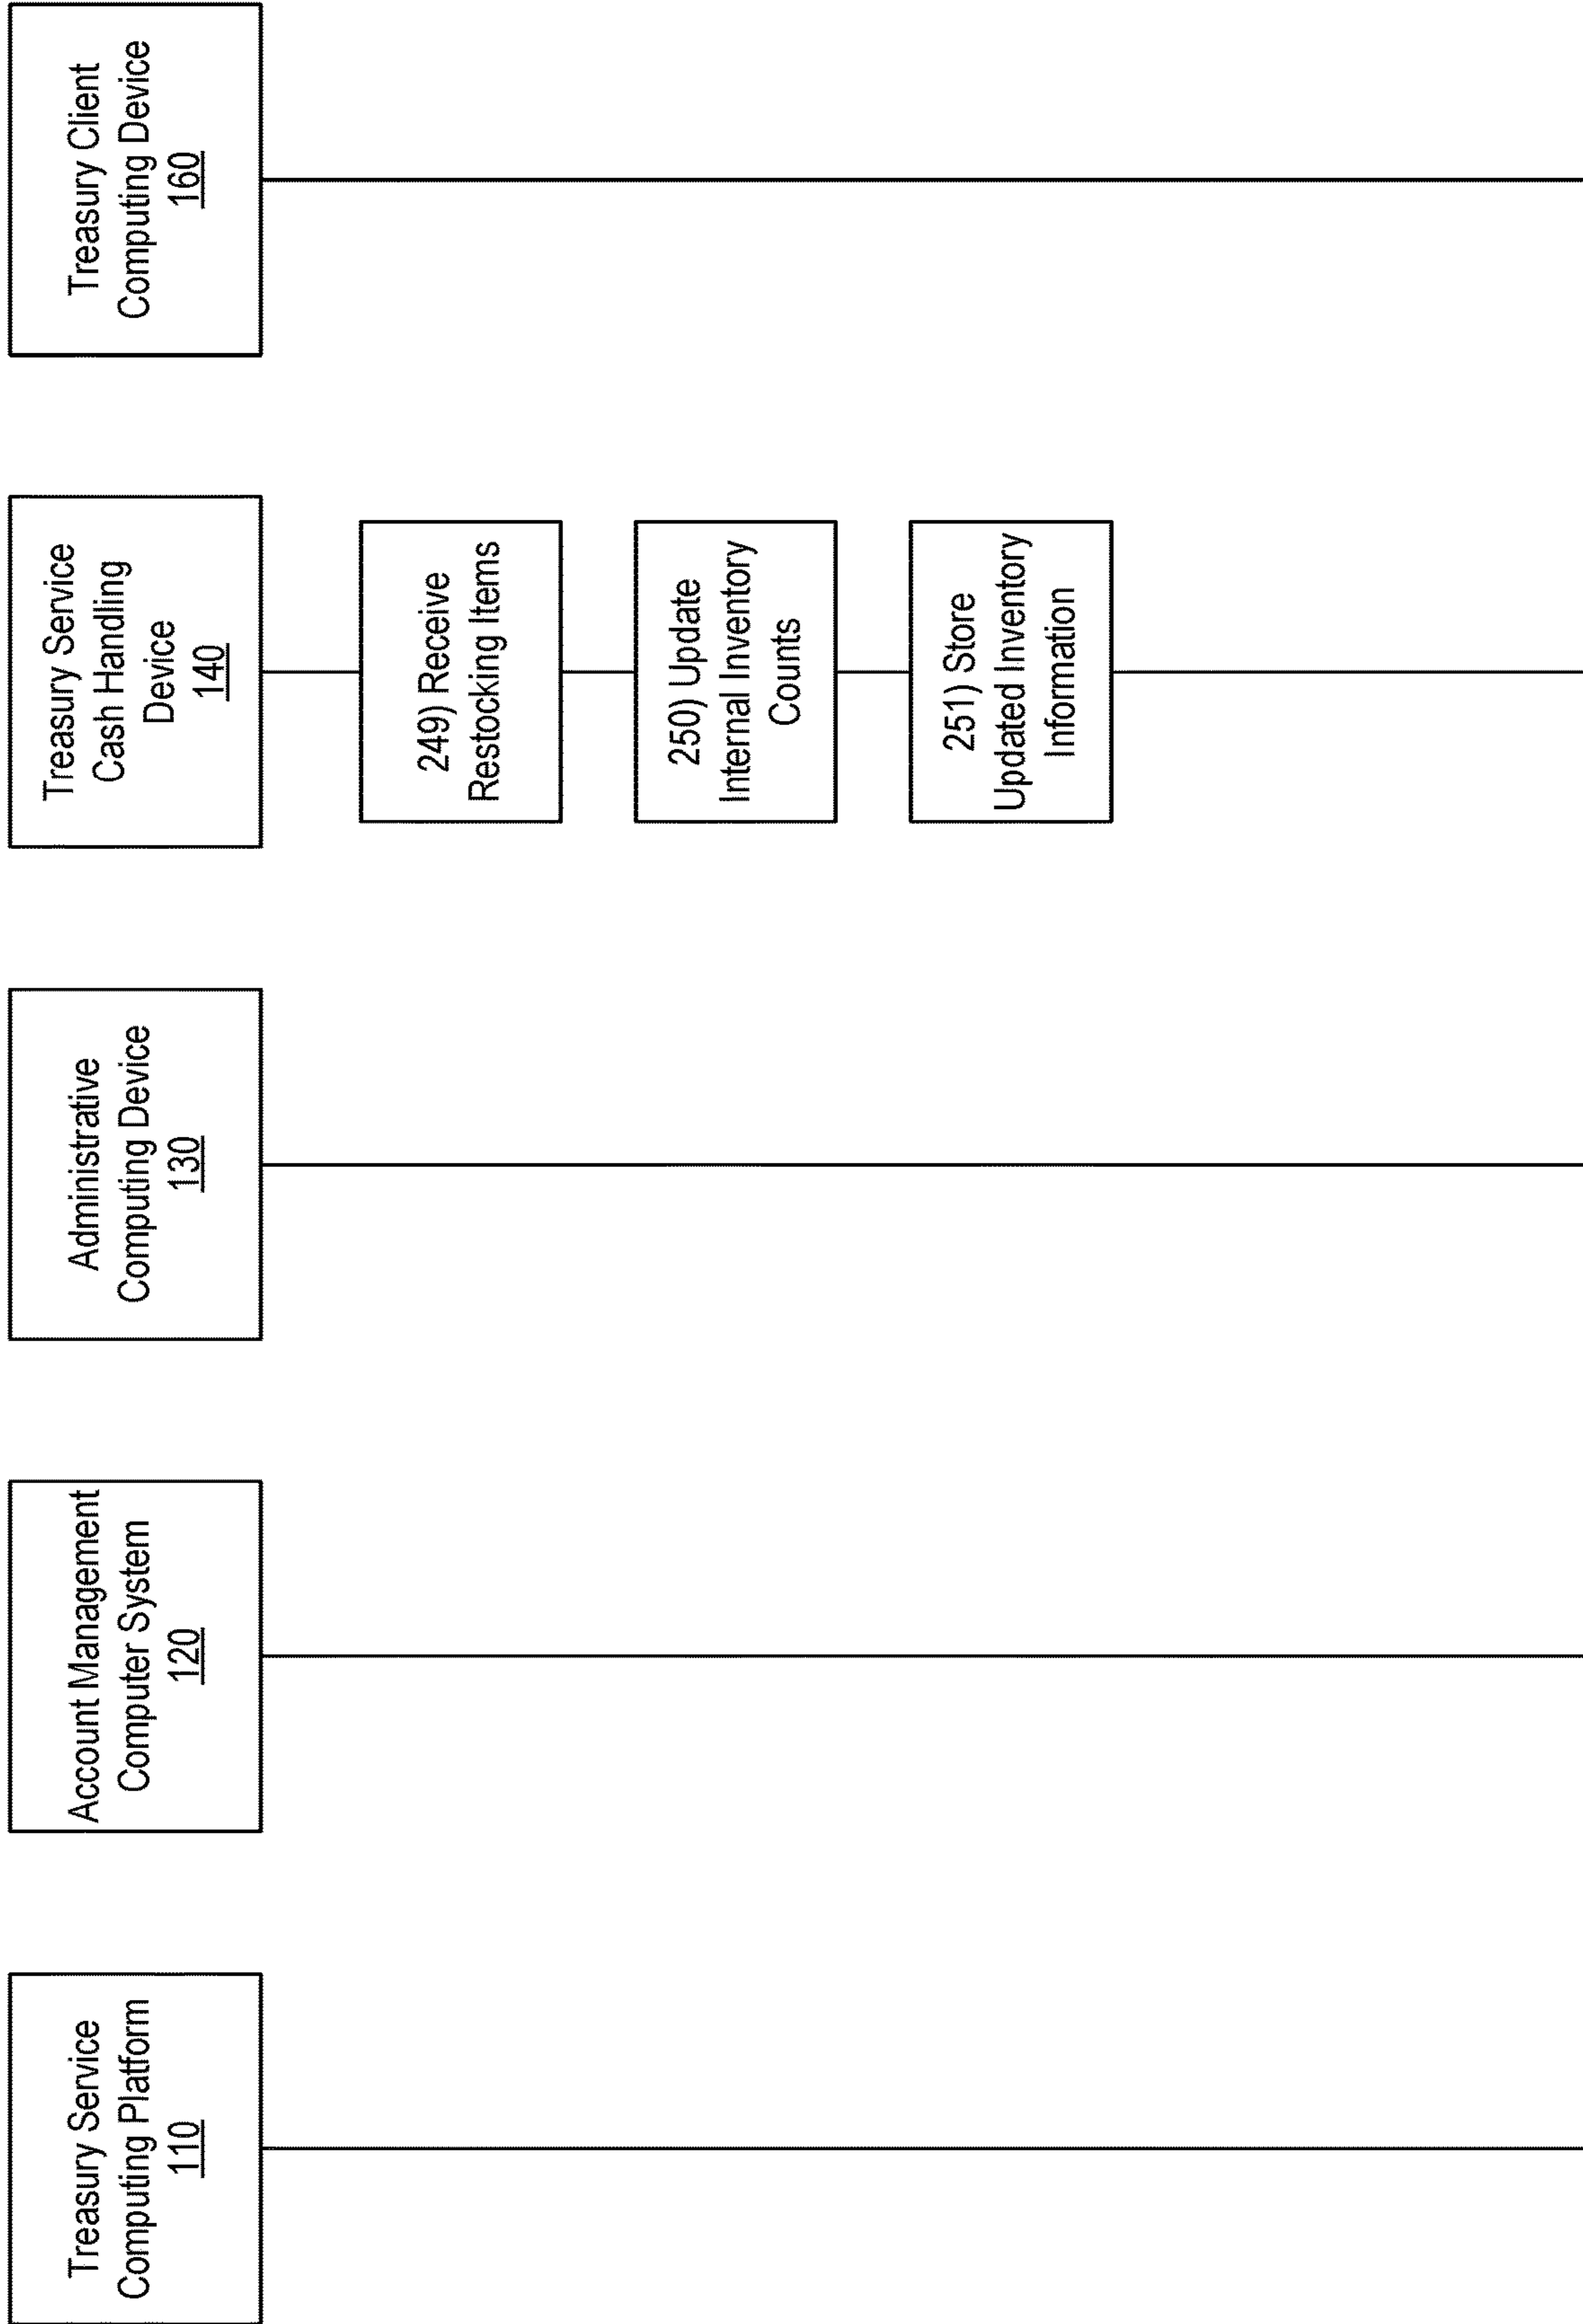 Treasury Service
Computing Platform
110
Account Management
Computer System
120
Administrative
Computing Device
130
Treasury Service
Cash Handling
Device
140
Treasury Client
Computing Device
160
249) Receive
Restocking Items
250) Update
Internal Inventory
Counts
251) Store
Updated Inventory
Information